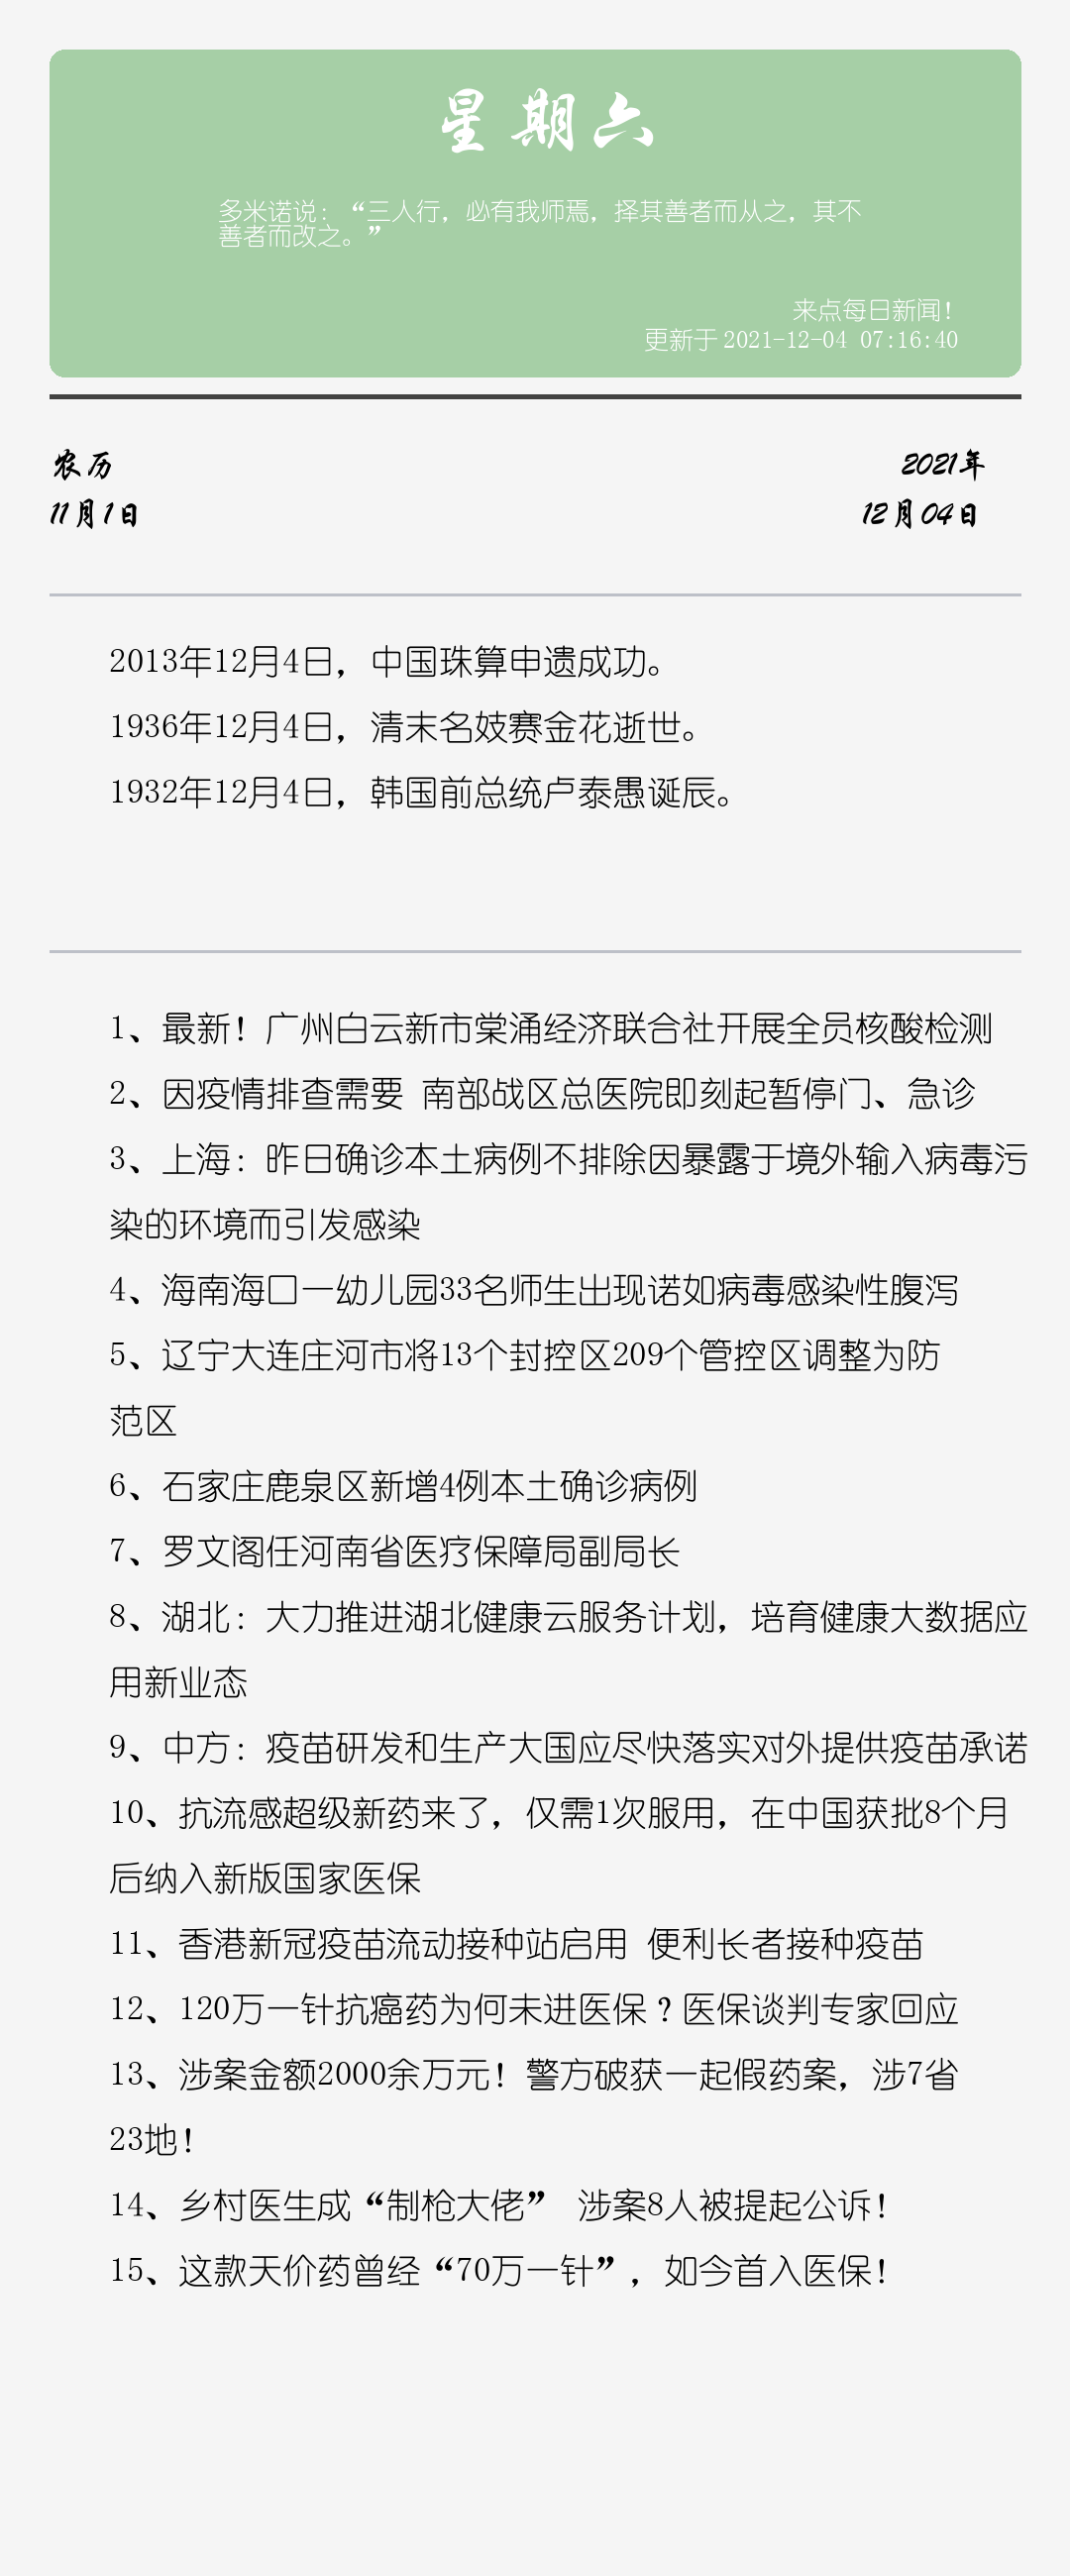 星期六
多米诺说：“三人行，必有我师焉，择其善者而从之，其不
善者而改之。”
来点每日新闻！
更新于 2021-12-04 07:16:40
农历
2021年
11月1日
12月04日
2013年12月4日，中国珠算申遗成功。
1936年12月4日，清末名妓赛金花逝世。
1932年12月4日，韩国前总统卢泰愚诞辰。
1、最新！广州白云新市棠涌经济联合社开展全员核酸检测
2、因疫情排查需要 南部战区总医院即刻起暂停门、急诊
3、上海：昨日确诊本土病例不排除因暴露于境外输入病毒污
染的环境而引发感染
4、海南海口一幼儿园33名师生出现诺如病毒感染性腹泻
5、辽宁大连庄河市将13个封控区209个管控区调整为防
范区
6、石家庄鹿泉区新增4例本土确诊病例
7、罗文阁任河南省医疗保障局副局长
8、湖北：大力推进湖北健康云服务计划，培育健康大数据应
用新业态
9、中方：疫苗研发和生产大国应尽快落实对外提供疫苗承诺
10、抗流感超级新药来了，仅需1次服用，在中国获批8个月
后纳入新版国家医保
11、香港新冠疫苗流动接种站启用 便利长者接种疫苗
12、120万一针抗癌药为何未进医保？医保谈判专家回应
13、涉案金额2000余万元！警方破获一起假药案，涉7省
23地！
14、乡村医生成“制枪大佬” 涉案8人被提起公诉！
15、这款天价药曾经“70万一针”，如今首入医保！